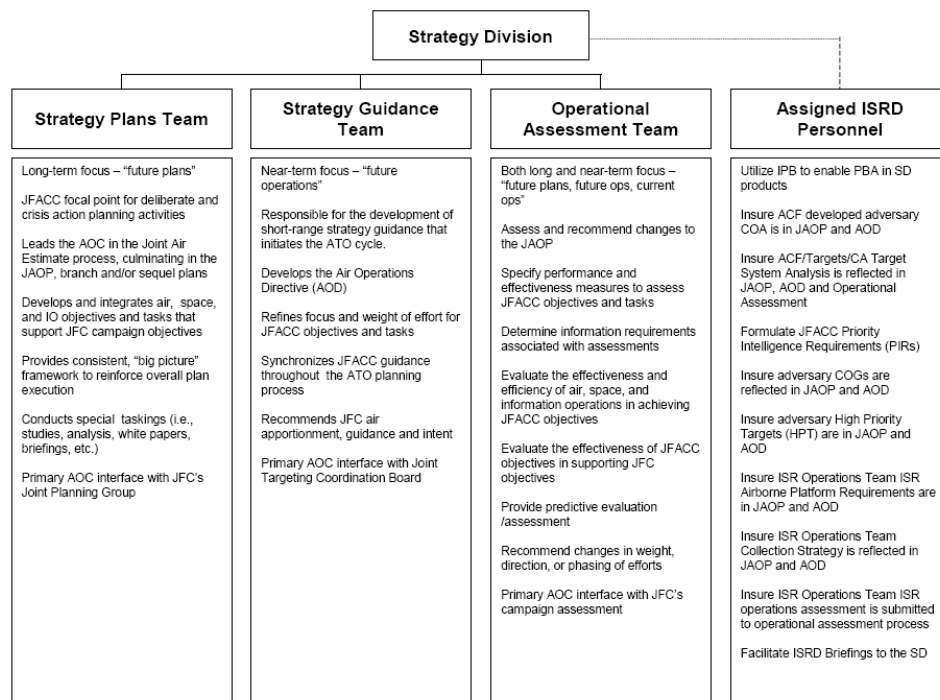 Strategy Division
Strategy Plans Team
Long-term focus – “future plans”
JFACC focal point for deliberate and
crisis action planning activities
Leads the AOC in the Joint Air
Estimate process, culminating in the
JAOP, branch and/or sequel plans
Develops and integrates air, space,
and IO objectives and tasks that
support JFC campaign objectives
Provides consistent, “big picture”
framework to reinforce overall plan
execution
Conducts special taskings (i.e.,
studies, analysis, white papers,
briefings, etc.)
Primary AOC interface with JFC’s
Joint Planning Group
Strategy Guidance
Team
Near-term focus – “future
operations”
Responsible for the development of
short-range strategy guidance that
initiates the ATO cycle.
Develops the Air Operations
Directive (AOD)
Refines focus and weight of effort for
JFACC objectives and tasks
Synchronizes JFACC guidance
throughout the ATO planning
process
Recommends JFC air
apportionment, guidance and intent
Primary AOC interface with Joint
Targeting Coordination Board
Operational
Assessment Team
Both long and near-term focus –
“future plans, future ops, current
ops”
Assess and recommend changes to
the JAOP
Specify performance and
effectiveness measures to assess
JFACC objectives and tasks
Determine information requirements
associated with assessments
Evaluate the effectiveness and
efficiency of air, space, and
information operations in achieving
JFACC objectives
Evaluate the effectiveness of JFACC
objectives in supporting JFC
objectives
Provide predictive evaluation
/assessment
Recommend changes in weight,
direction, or phasing of efforts
Primary AOC interface with JFC’s
campaign assessment
Assigned ISRD
Personnel
Utilize IPB to enable PBA in SD
products
Insure ACF developed adversary
COA is in JAOP and AOD
Insure ACF/Targets/CA Target
System Analysis is reflected in
JAOP, AOD and Operational
Assessment
Formulate JFACC Priority
Intelligence Requirements (PIRs)
Insure adversary COGs are
reflected in JAOP and AOD
Insure adversary High Priority
Targets (HPT) are in JAOP and
AOD
Insure ISR Operations Team ISR
Airborne Platform Requirements are
in JAOP and AOD
Insure ISR Operations Team
Collection Strategy is reflected in
JAOP and AOD
Insure ISR Operations Team ISR
operations assessment is submitted
to operational assessment process
Facilitate ISRD Briefings to the SD